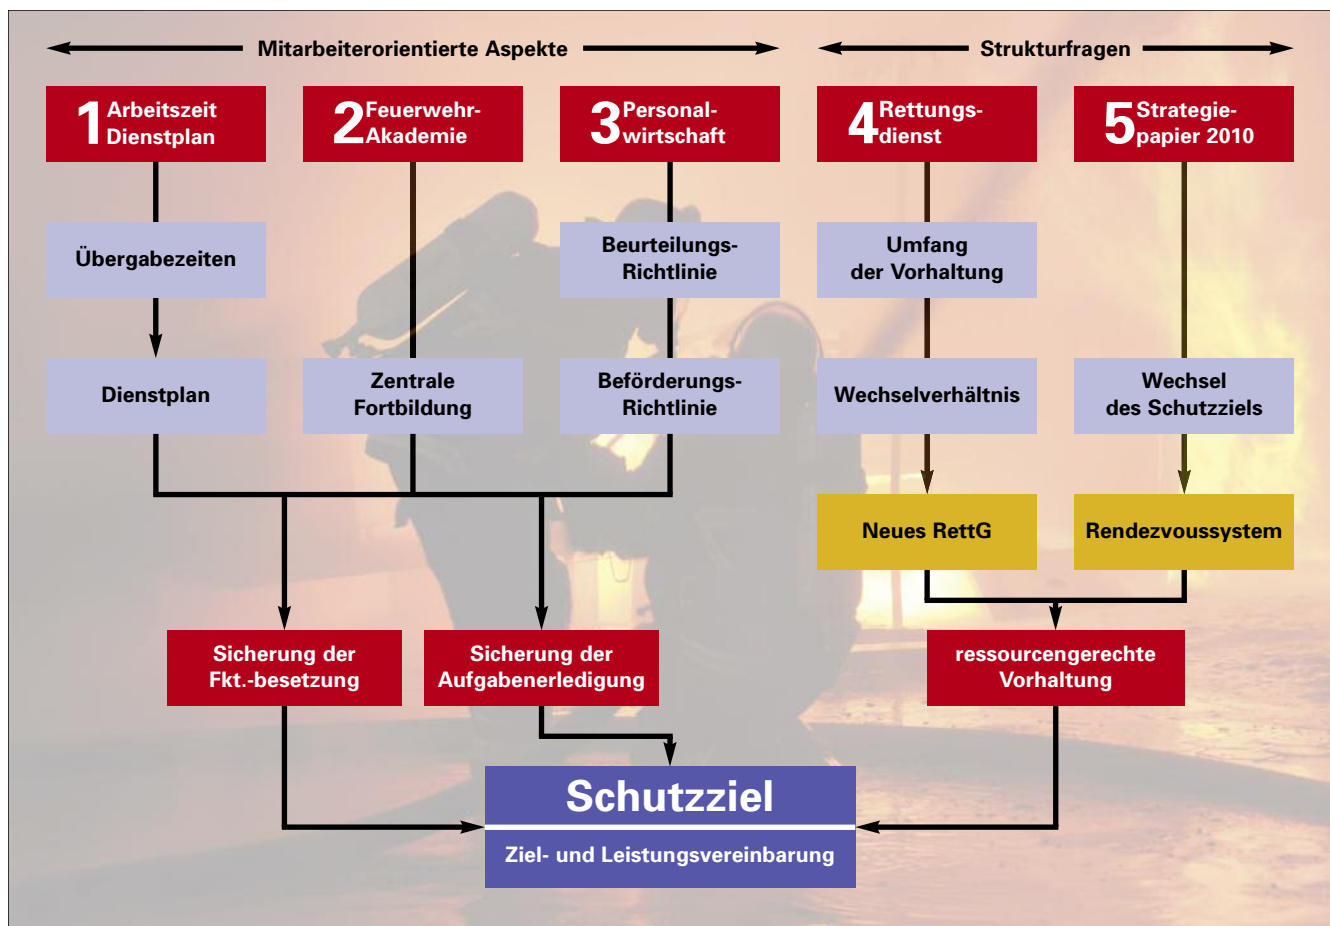 Mitarbeiterorientierte Aspekte
Strukturfragen
1 Arbeitszeit
Dienstplan
2 Feuerwehr-
Akademie
3 Personal-
wirtschaft
4 Rettungs-
dienst
5 Strategie-
papier 2010
Übergabezeiten
Beurteilungs-
Richtlinie
Umfang
der Vorhaltung
Dienstplan
Zentrale
Fortbildung
Beförderungs-
Richtlinie
Wechselverhältnis
Wechsel
des Schutzziels
Neues RettG
Rendezvoussystem
Sicherung der
Fkt.-besetzung
Sicherung der
Aufgabenerledigung
ressourcengerechte
Vorhaltung
Schutzziel
Ziel- und Leistungsvereinbarung